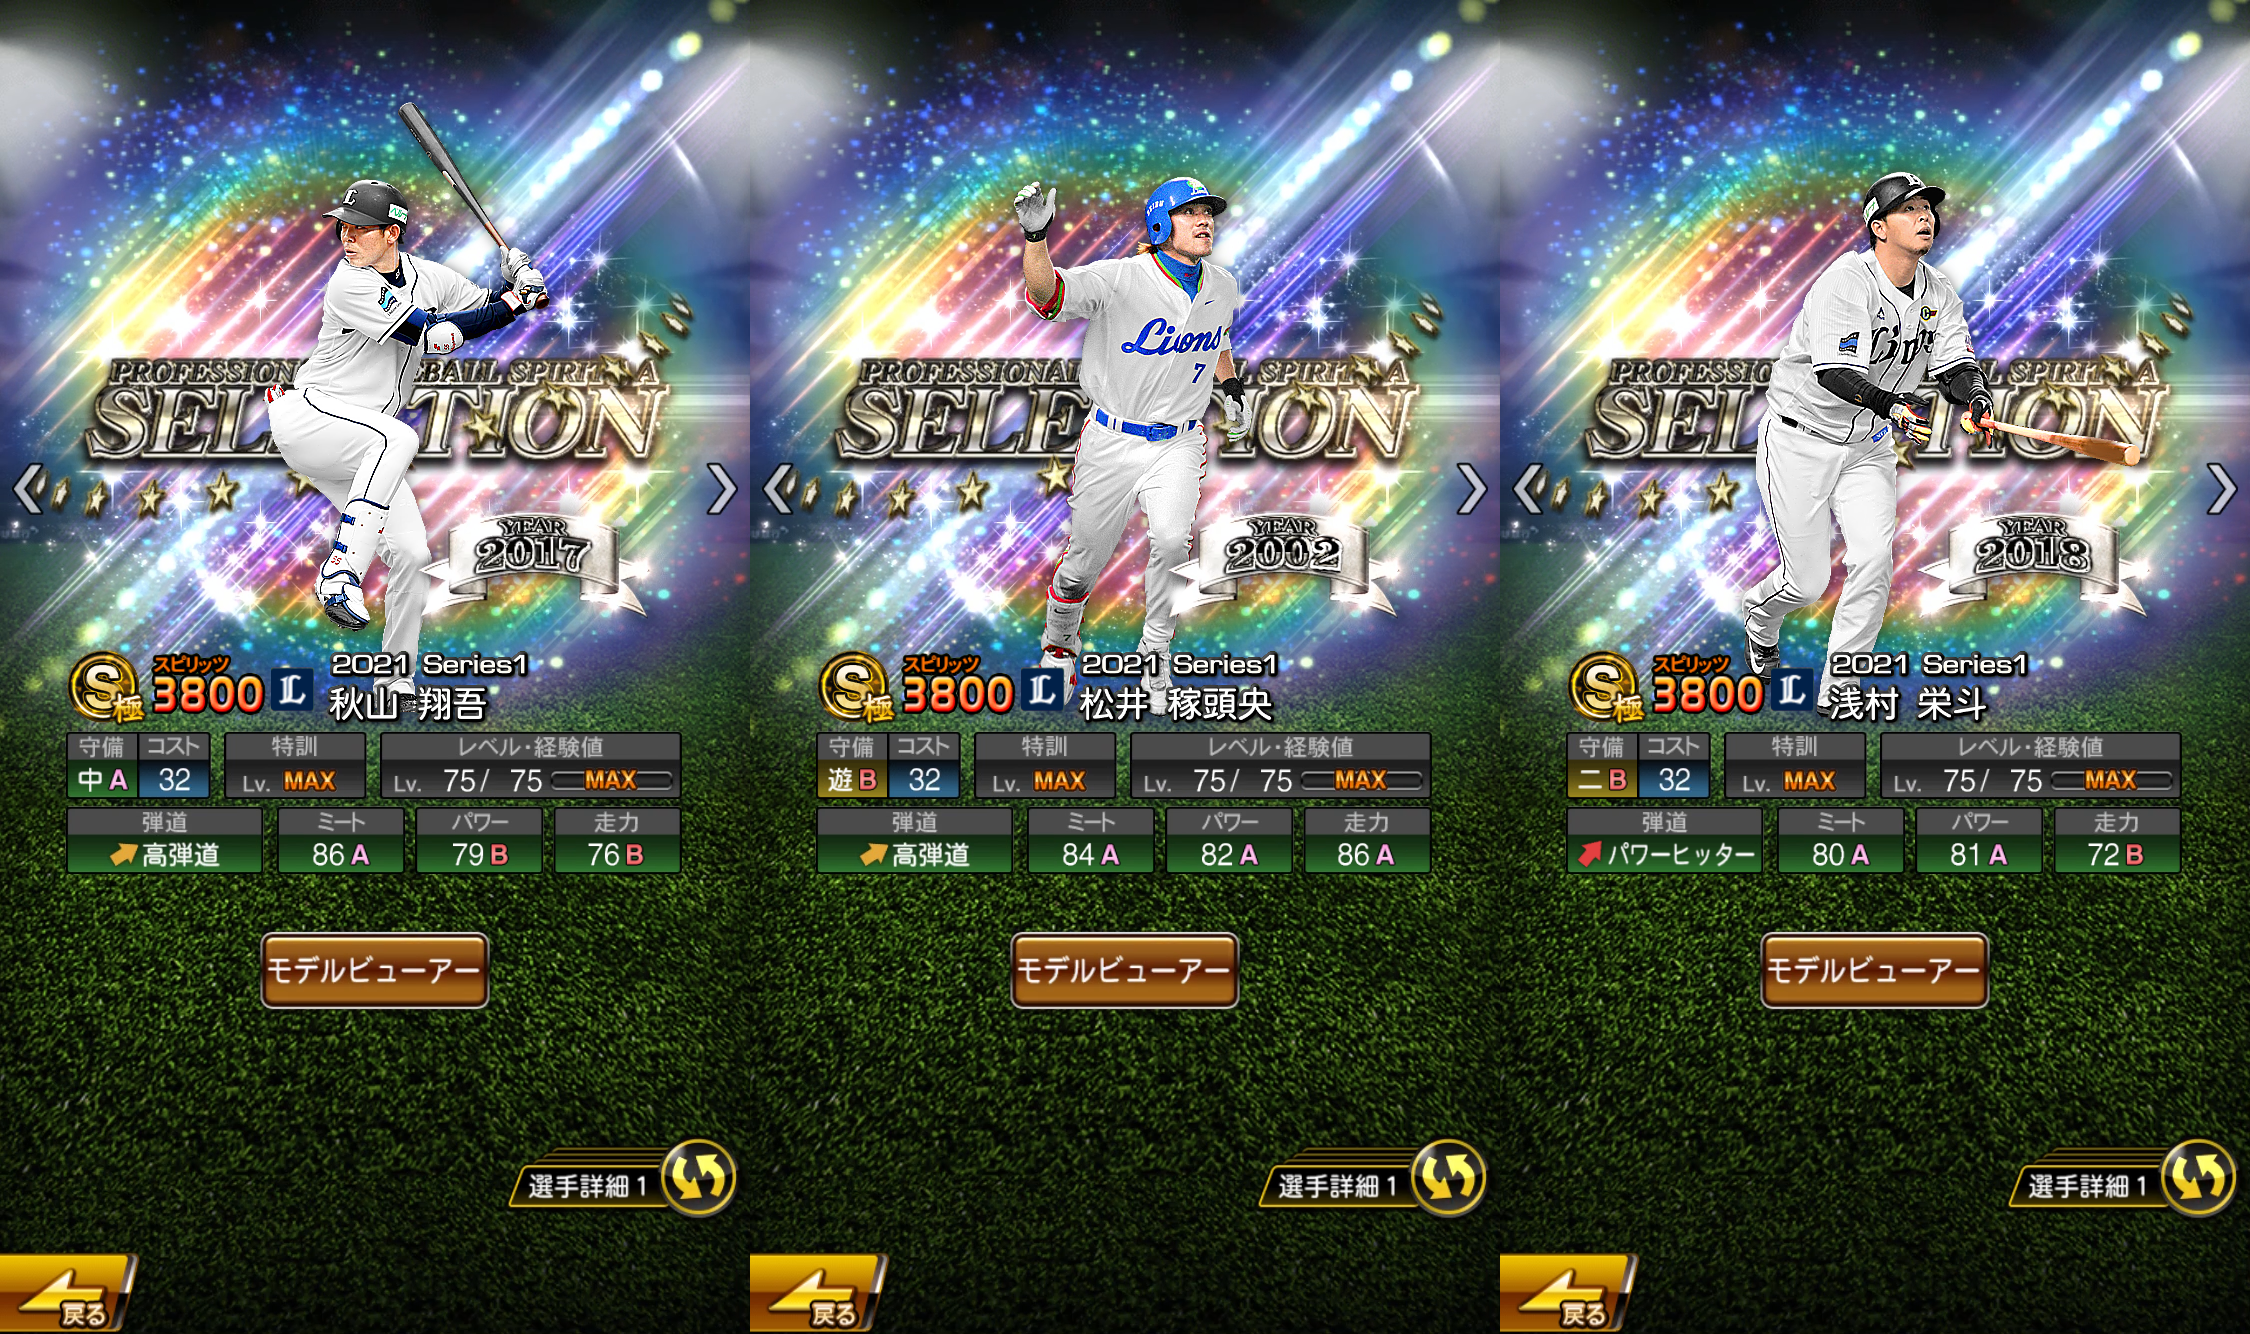 PROFESSIONAL BASEBALL SPIRITS A
SELECTION
YEAR
2017
S極
スピリッツ
3800
L
2021 Series1
秋山 翔吾
守備 コスト 特訓 レベル・経験値
中 A 32 Lv. MAX Lv. 75/ 75 MAX
弾道 ミート パワー 走力
高弾道 86 A 79 B 76 B
モデルビューアー
選手詳細 1
戻る
PROFESSIONAL SPIRITS A
SELECTION
Lions
7
YEAR
2002
S極
スピリッツ
3800
L
2021 Series1
松井 稼頭央
守備 コスト 特訓 レベル・経験値
遊 B 32 Lv. MAX Lv. 75/ 75 MAX
弾道 ミート パワー 走力
高弾道 84 A 82 A 86 A
モデルビューアー
選手詳細 1
戻る
PROFESSIONAL SPIRITS A
SELECTION
Lions
YEAR
2018
S極
スピリッツ
3800
L
2021 Series1
浅村 栄斗
守備 コスト 特訓 レベル・経験値
二 B 32 Lv. MAX Lv. 75/ 75 MAX
弾道 ミート パワー 走力
パワーヒッター 80 A 81 A 72 B
モデルビューアー
選手詳細 1
戻る